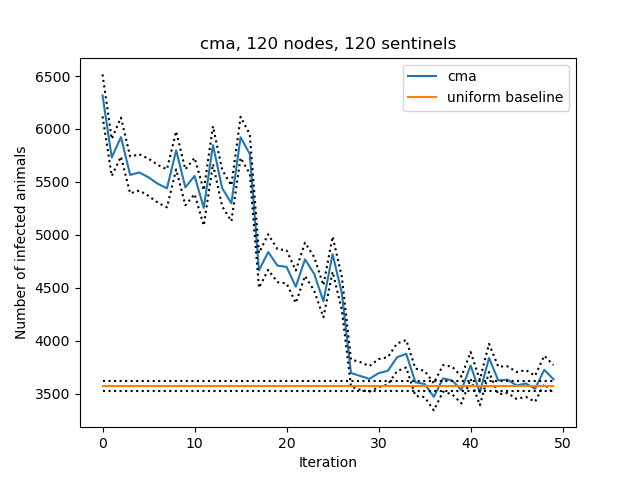 cma, 120 nodes, 120 sentinels
cma
uniform baseline
Number of infected animals
6500
6000
5500
5000
4500
4000
3500
0 10 20 30 40 50
Iteration